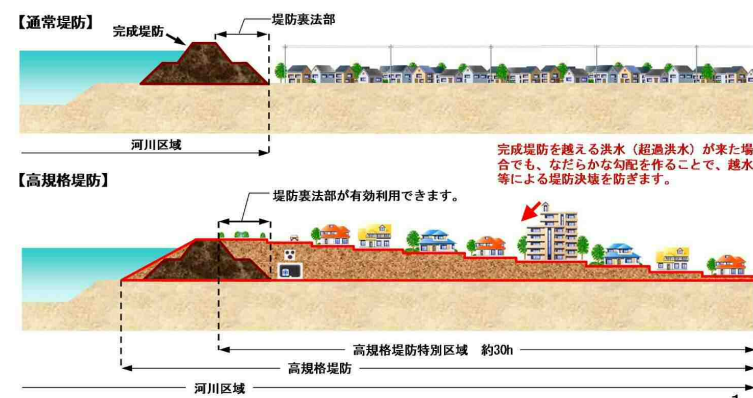 【通常堤防】
完成堤防
堤防裏法部
河川区域
完成堤防を越える洪水（超過洪水）が来た場
合でも、なだらかな勾配を作ることで、越水
等による堤防決壊を防ぎます。
【高規格堤防】
堤防裏法部が有効利用できます。
高規格堤防特別区域 約30h
高規格堤防
河川区域